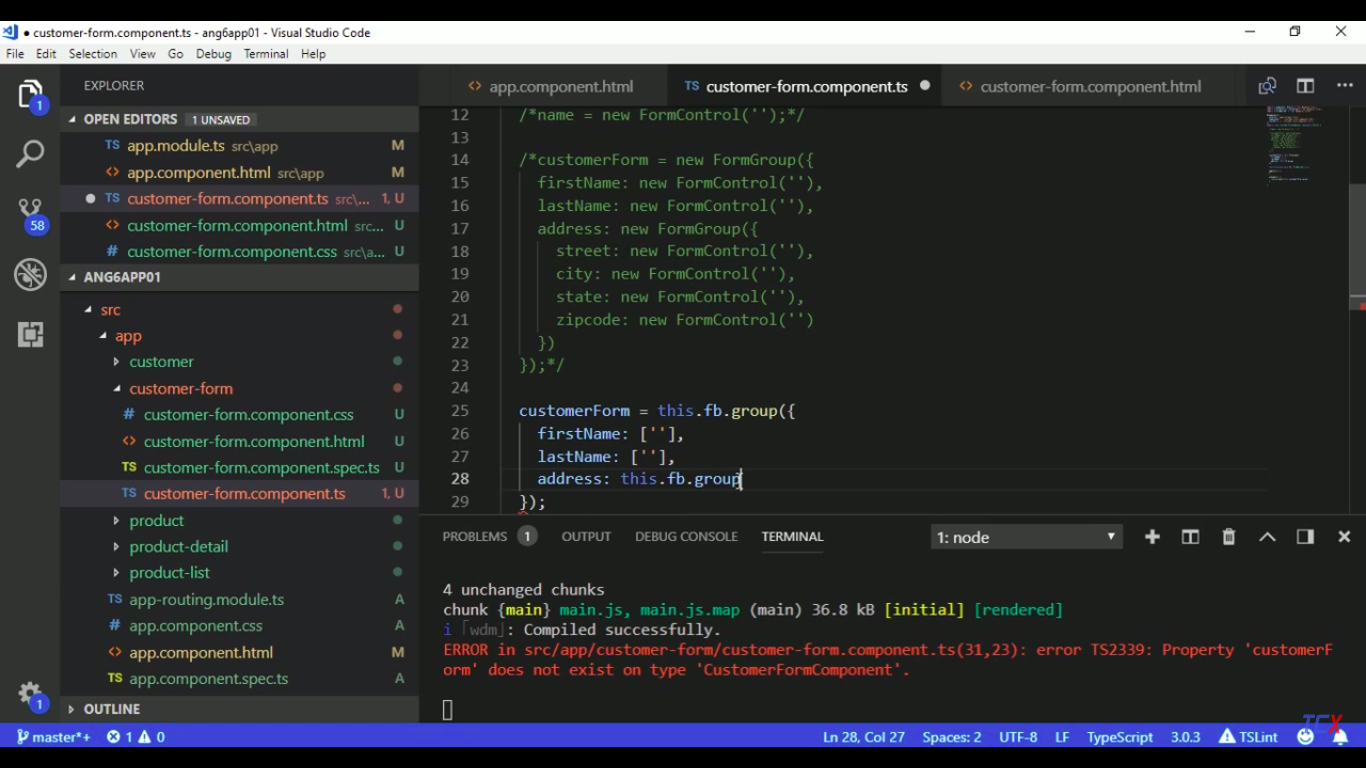 customer-form.component.ts - ang6app01 - Visual Studio Code
File Edit Selection View Go Debug Terminal Help
EXPLORER
app.component.html
TS customer-form.component.ts
customer-form.component.html
OPEN EDITORS 1 UNSAVED
TS app.module.ts src\app M
app.component.html src\app M
TS customer-form.component.ts src\... 1, U
customer-form.component.html src... U
# customer-form.component.css src\a... U
ANG6APP01
src
app
customer
customer-form
# customer-form.component.css U
customer-form.component.html U
TS customer-form.component.spec.ts U
TS customer-form.component.ts 1, U
product
product-detail
product-list
TS app-routing.module.ts A
# app.component.css A
app.component.html M
TS app.component.spec.ts A
OUTLINE
1
58
1
12 /*name = new FormControl('');*/
13
14 /*customerForm = new FormGroup({
15 firstName: new FormControl(''),
16 lastName: new FormControl(''),
17 address: new FormGroup({
18 street: new FormControl(''),
19 city: new FormControl(''),
20 state: new FormControl(''),
21 zipcode: new FormControl('')
22 })
23 });*/
24
25 customerForm = this.fb.group({
26 firstName: [''],
27 lastName: [''],
28 address: this.fb.group
29 });
PROBLEMS 1 OUTPUT DEBUG CONSOLE TERMINAL 1: node
4 unchanged chunks
chunk {main} main.js, main.js.map (main) 36.8 kB [initial] [rendered]
i ｢wdm｣: Compiled successfully.
ERROR in src/app/customer-form/customer-form.component.ts(31,23): error TS2339: Property 'customerF
orm' does not exist on type 'CustomerFormComponent'.
TCX
master*+ 1 0 Ln 28, Col 27 Spaces: 2 UTF-8 LF TypeScript 3.0.3 TSLint